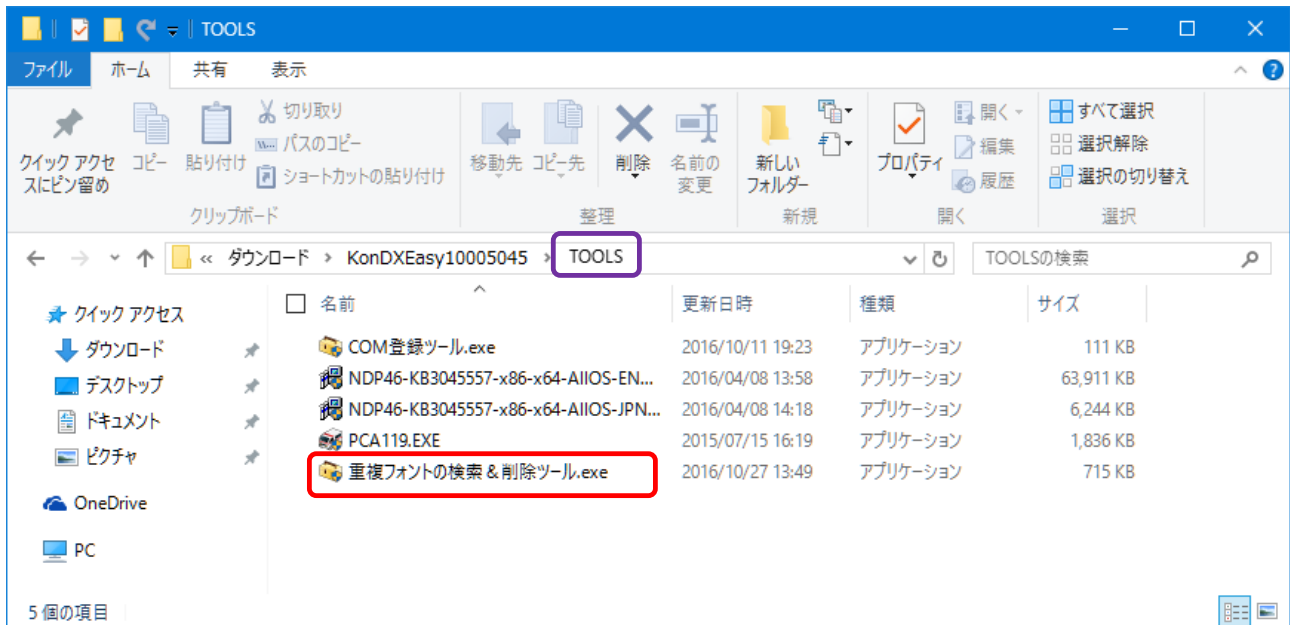 TOOLS
ファイル ホーム 共有 表示
クイック アクセスにピン留め
コピー
貼り付け
切り取り
パスのコピー
ショートカットの貼り付け
クリップボード
移動先
コピー先
削除
名前の変更
整理
新しいフォルダー
新規
プロパティ
開く
編集
履歴
開く
すべて選択
選択解除
選択の切り替え
選択
« ダウンロード › KonDXEasy10005045 › TOOLS
TOOLSの検索
クイック アクセス
ダウンロード
デスクトップ
ドキュメント
ピクチャ
OneDrive
PC
名前 更新日時 種類 サイズ
COM登録ツール.exe 2016/10/11 19:23 アプリケーション 111 KB
NDP46-KB3045557-x86-x64-AllOS-EN... 2016/04/08 13:58 アプリケーション 63,911 KB
NDP46-KB3045557-x86-x64-AllOS-JPN... 2016/04/08 14:18 アプリケーション 6,244 KB
PCA119.EXE 2015/07/15 16:19 アプリケーション 1,836 KB
重複フォントの検索＆削除ツール.exe 2016/10/27 13:49 アプリケーション 715 KB
5 個の項目